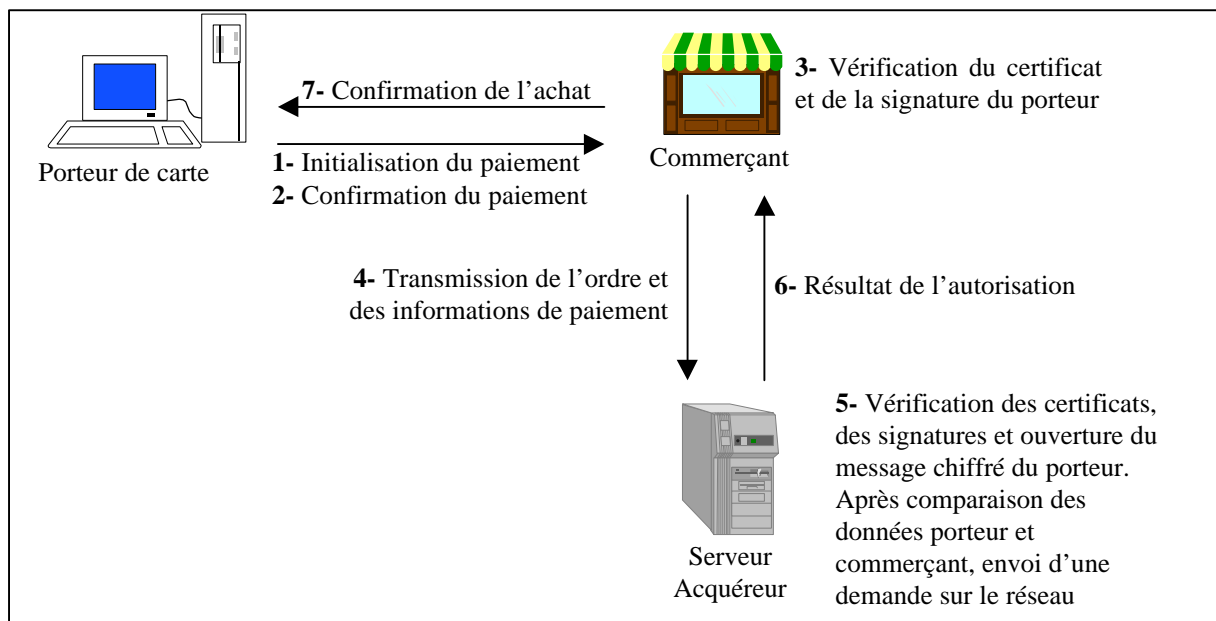 3- Vérification du certificat
et de la signature du porteur
7- Confirmation de l’achat
Porteur de carte
1- Initialisation du paiement
2- Confirmation du paiement
Commerçant
4- Transmission de l’ordre et
des informations de paiement
6- Résultat de l’autorisation
5- Vérification des certificats,
des signatures et ouverture du
message chiffré du porteur.
Après comparaison des
données porteur et
commerçant, envoi d’une
demande sur le réseau
Serveur
Acquéreur